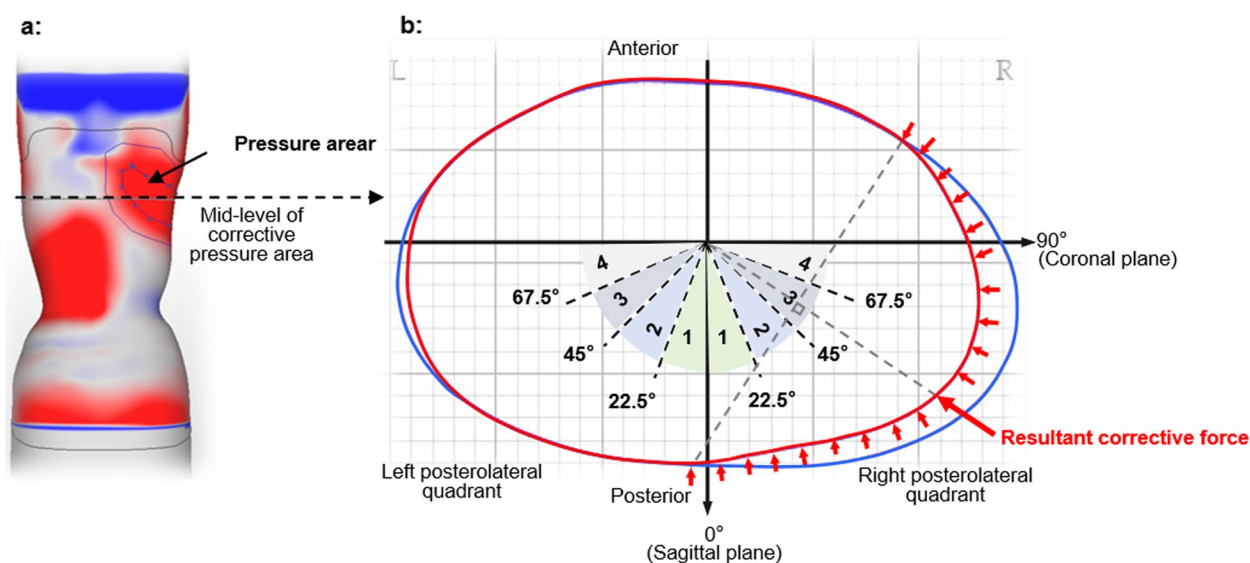 a:
Pressure arear
Mid-level of
corrective
pressure area
b:
Anterior
L
R
90°
(Coronal plane)
4
4
67.5°
3
3
67.5°
45°
2
1
1
2
45°
22.5°
22.5°
Resultant corrective force
Left posterolateral
quadrant
Posterior
Right posterolateral
quadrant
0°
(Sagittal plane)